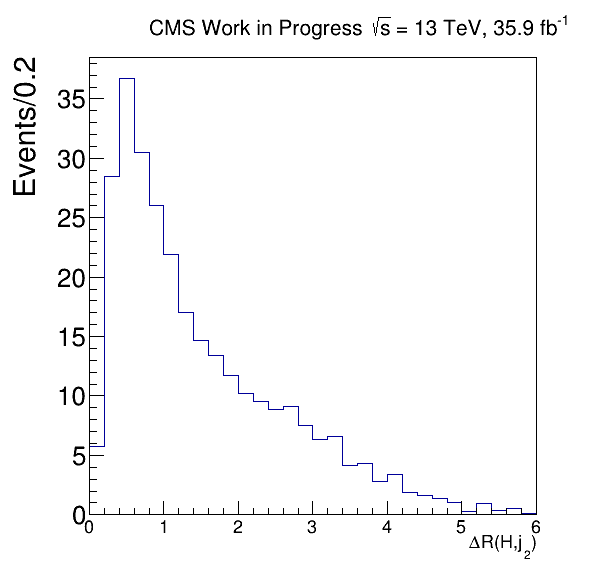 CMS Work in Progress √s = 13 TeV, 35.9 fb⁻¹
Events/0.2
35
30
25
20
15
10
5
0
0 1 2 3 4 5 6
ΔR(H,j₂)